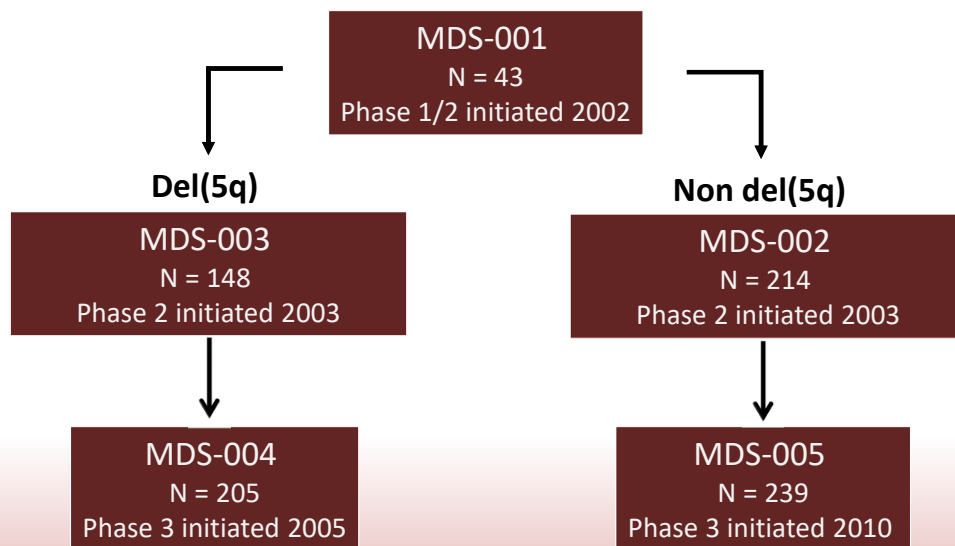 MDS-001
N = 43
Phase 1/2 initiated 2002
Del(5q)
MDS-003
N = 148
Phase 2 initiated 2003
MDS-004
N = 205
Phase 3 initiated 2005
Non del(5q)
MDS-002
N = 214
Phase 2 initiated 2003
MDS-005
N = 239
Phase 3 initiated 2010